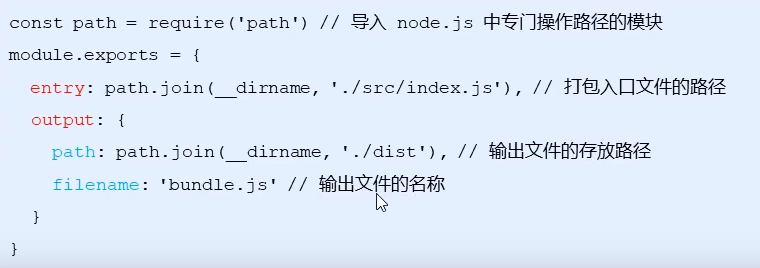 const path = require('path') // 导入 node.js 中专门操作路径的模块
module.exports = {
entry: path.join(__dirname, './src/index.js'), // 打包入口文件的路径
output: {
path: path.join(__dirname, './dist'), // 输出文件的存放路径
filename: 'bundle.js' // 输出文件的名称
}
}